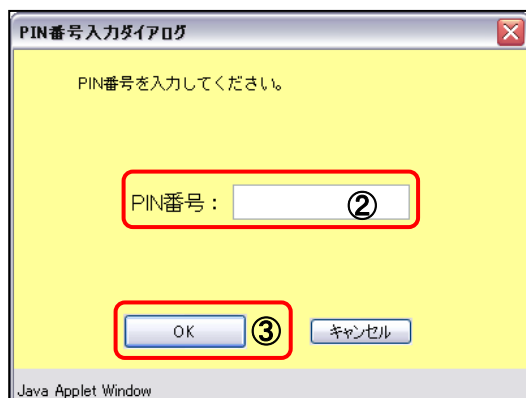 PIN番号入力ダイアログ
PIN番号を入力してください。
PIN番号： ②
OK ③ キャンセル
Java Applet Window